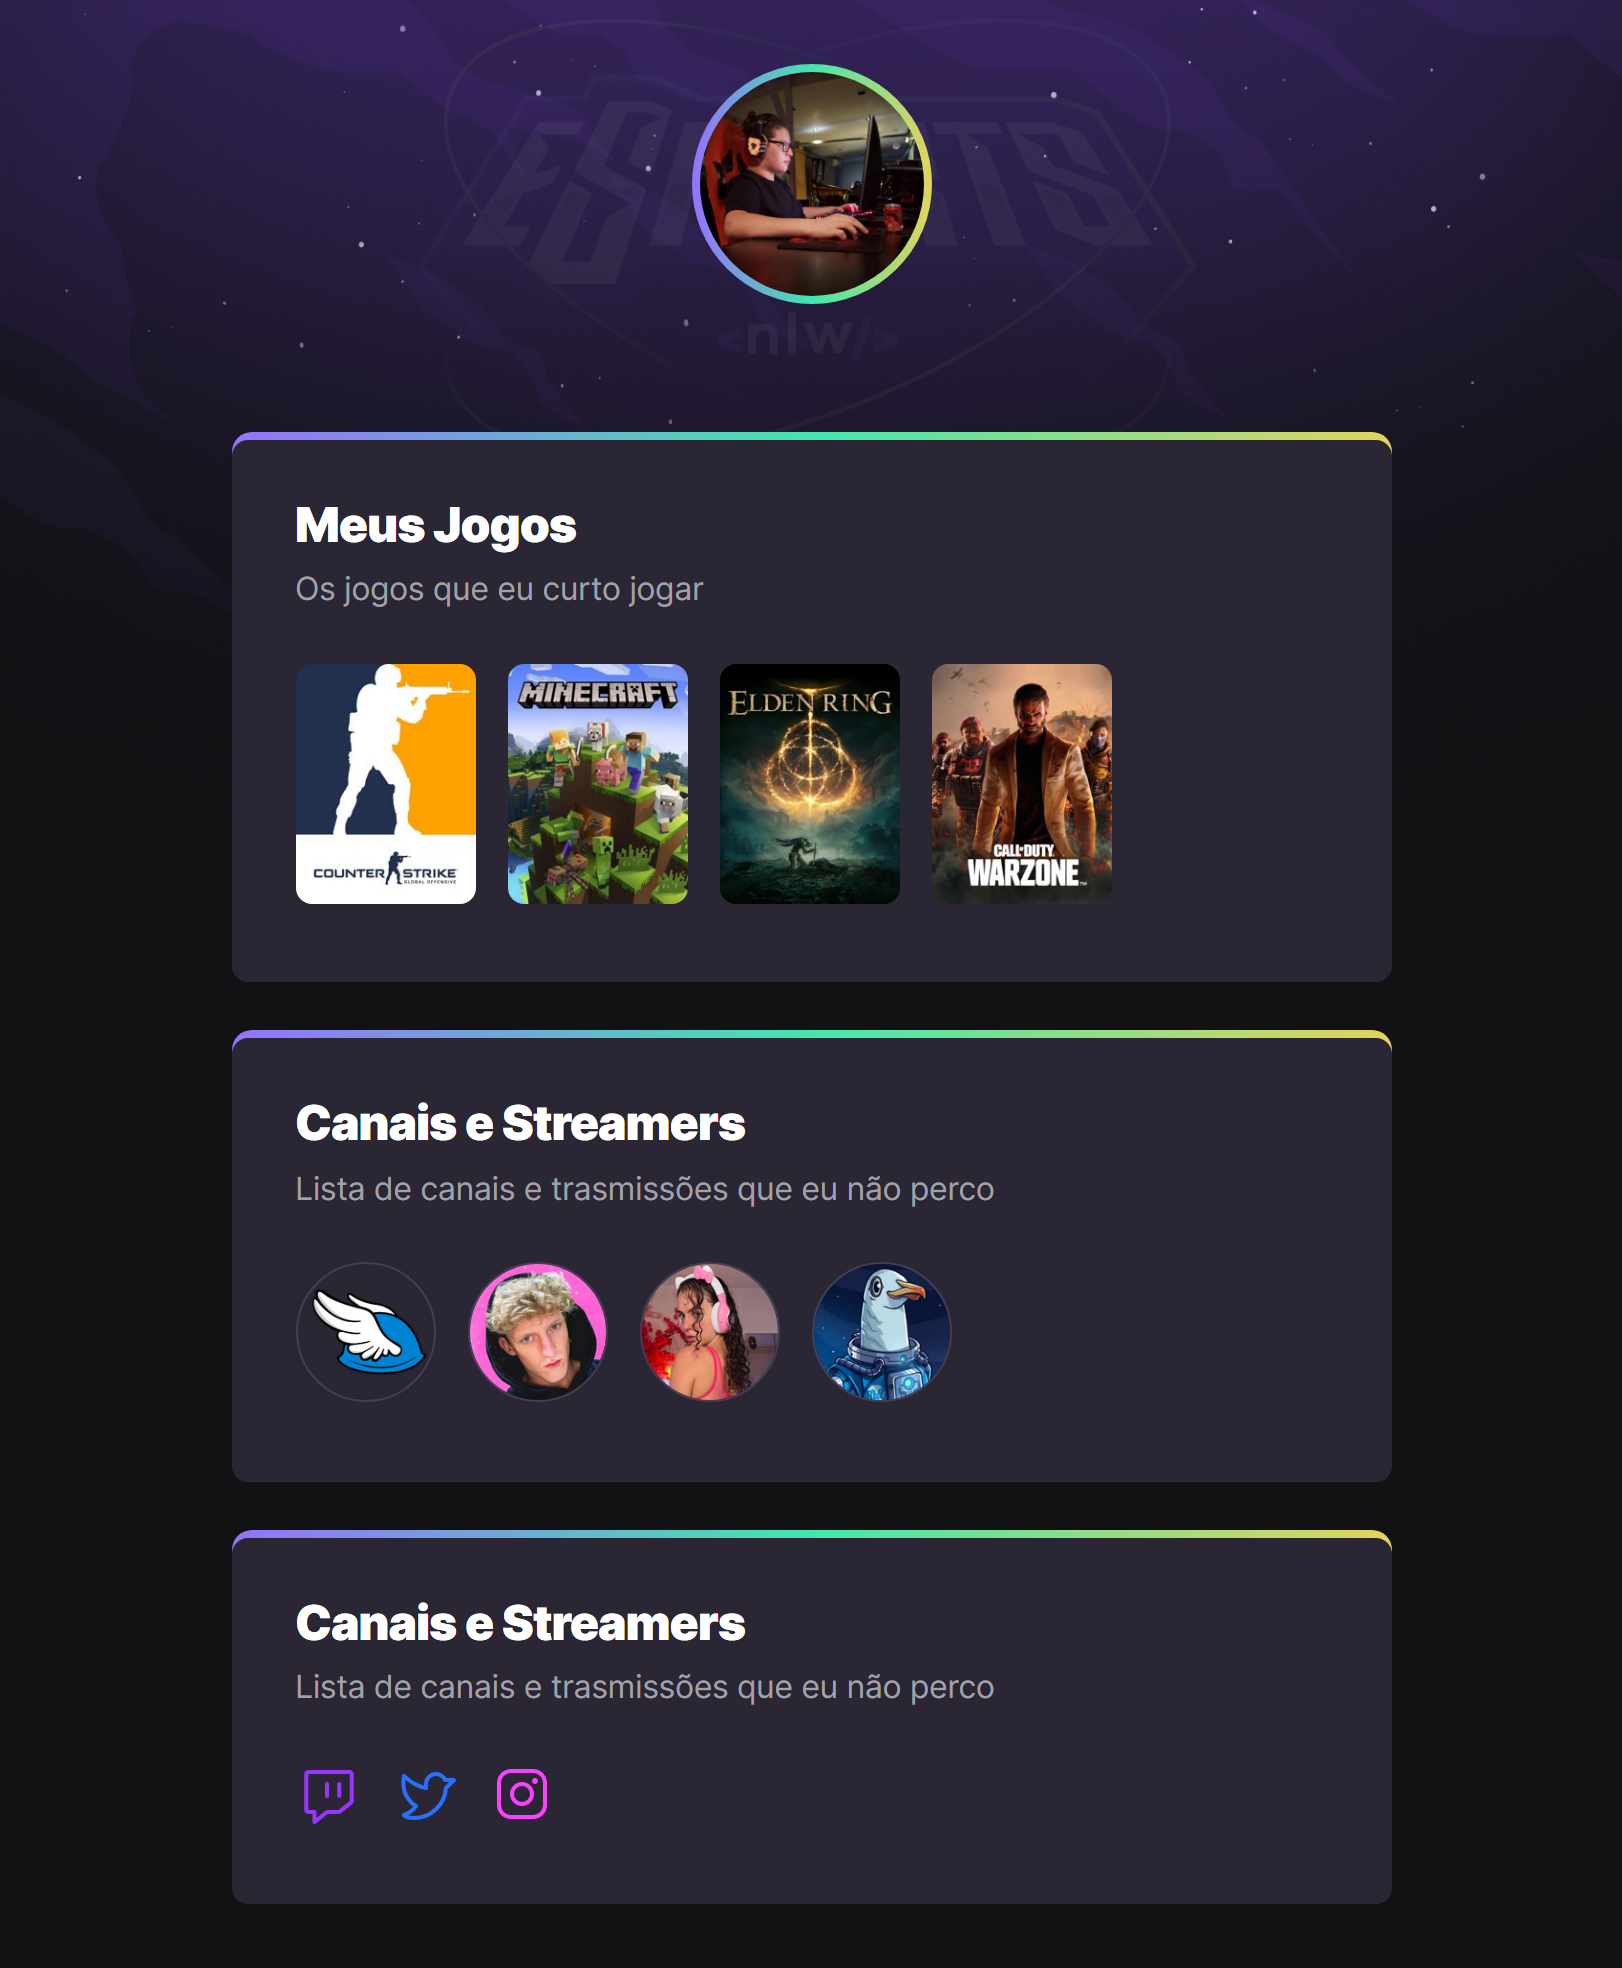 ESPORTS
<nlw/>
Meus Jogos
Os jogos que eu curto jogar
COUNTER STRIKE
GLOBAL OFFENSIVE
MINECRAFT
ELDEN RING
CALL OF DUTY
WARZONE™
Canais e Streamers
Lista de canais e trasmissões que eu não perco
Canais e Streamers
Lista de canais e trasmissões que eu não perco